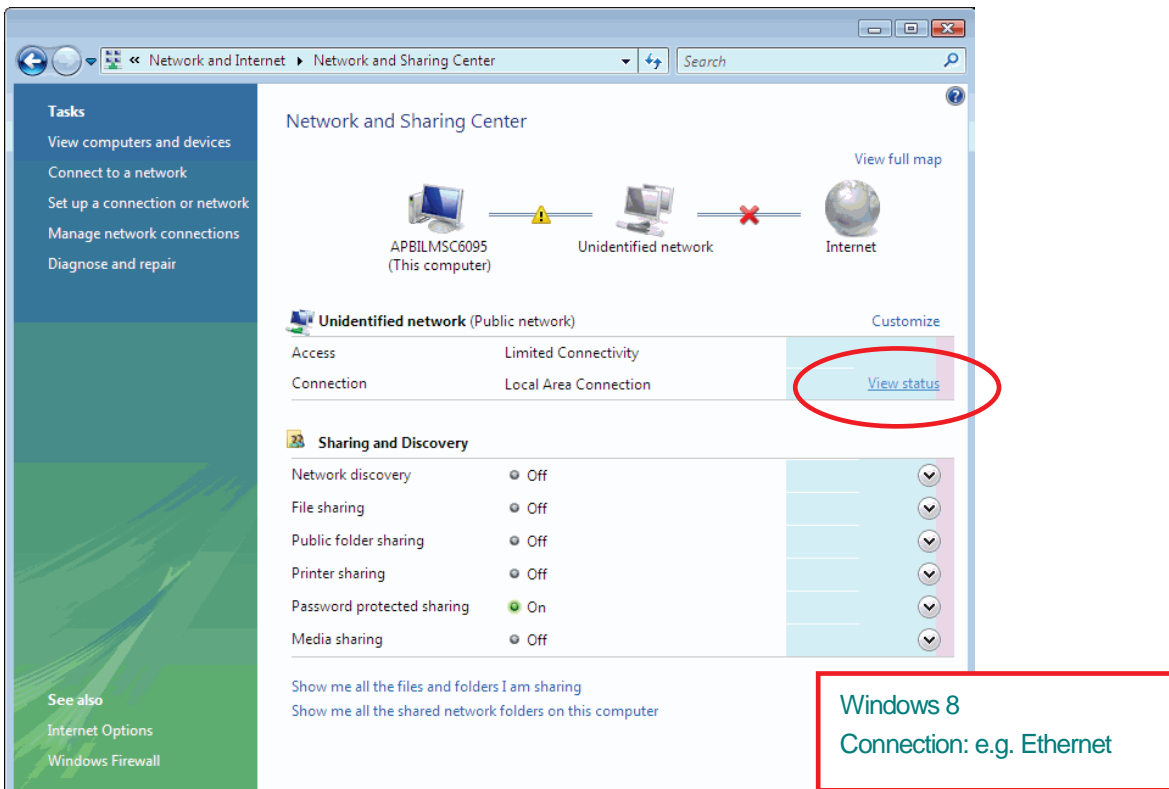 « Network and Internet ▸ Network and Sharing Center
Search
Tasks
View computers and devices
Connect to a network
Set up a connection or network
Manage network connections
Diagnose and repair
See also
Internet Options
Windows Firewall
Network and Sharing Center
View full map
APBILMSC6095
(This computer)
Unidentified network
Internet
Unidentified network (Public network)
Customize
Access Limited Connectivity
Connection Local Area Connection View status
Sharing and Discovery
Network discovery Off
File sharing Off
Public folder sharing Off
Printer sharing Off
Password protected sharing On
Media sharing Off
Show me all the files and folders I am sharing
Show me all the shared network folders on this computer
Windows 8
Connection: e.g. Ethernet